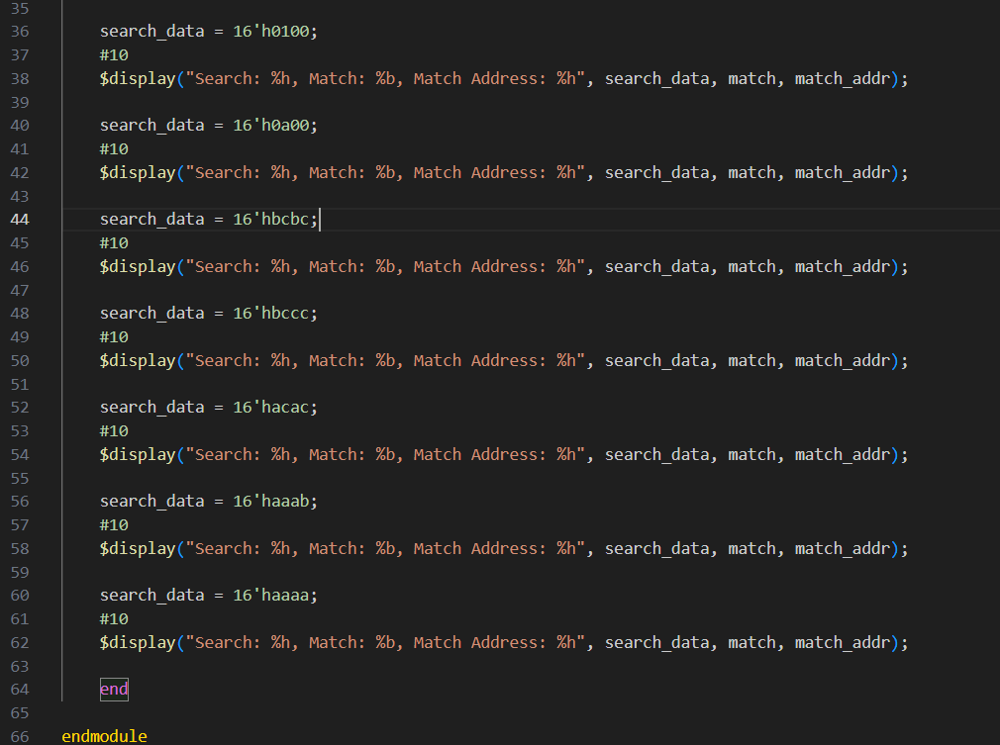 35
36 search_data = 16'h0100;
37 #10
38 $display("Search: %h, Match: %b, Match Address: %h", search_data, match, match_addr);
39
40 search_data = 16'h0a00;
41 #10
42 $display("Search: %h, Match: %b, Match Address: %h", search_data, match, match_addr);
43
44 search_data = 16'hbcbc;
45 #10
46 $display("Search: %h, Match: %b, Match Address: %h", search_data, match, match_addr);
47
48 search_data = 16'hbccc;
49 #10
50 $display("Search: %h, Match: %b, Match Address: %h", search_data, match, match_addr);
51
52 search_data = 16'hacac;
53 #10
54 $display("Search: %h, Match: %b, Match Address: %h", search_data, match, match_addr);
55
56 search_data = 16'haaab;
57 #10
58 $display("Search: %h, Match: %b, Match Address: %h", search_data, match, match_addr);
59
60 search_data = 16'haaaa;
61 #10
62 $display("Search: %h, Match: %b, Match Address: %h", search_data, match, match_addr);
63
64 end
65
66 endmodule